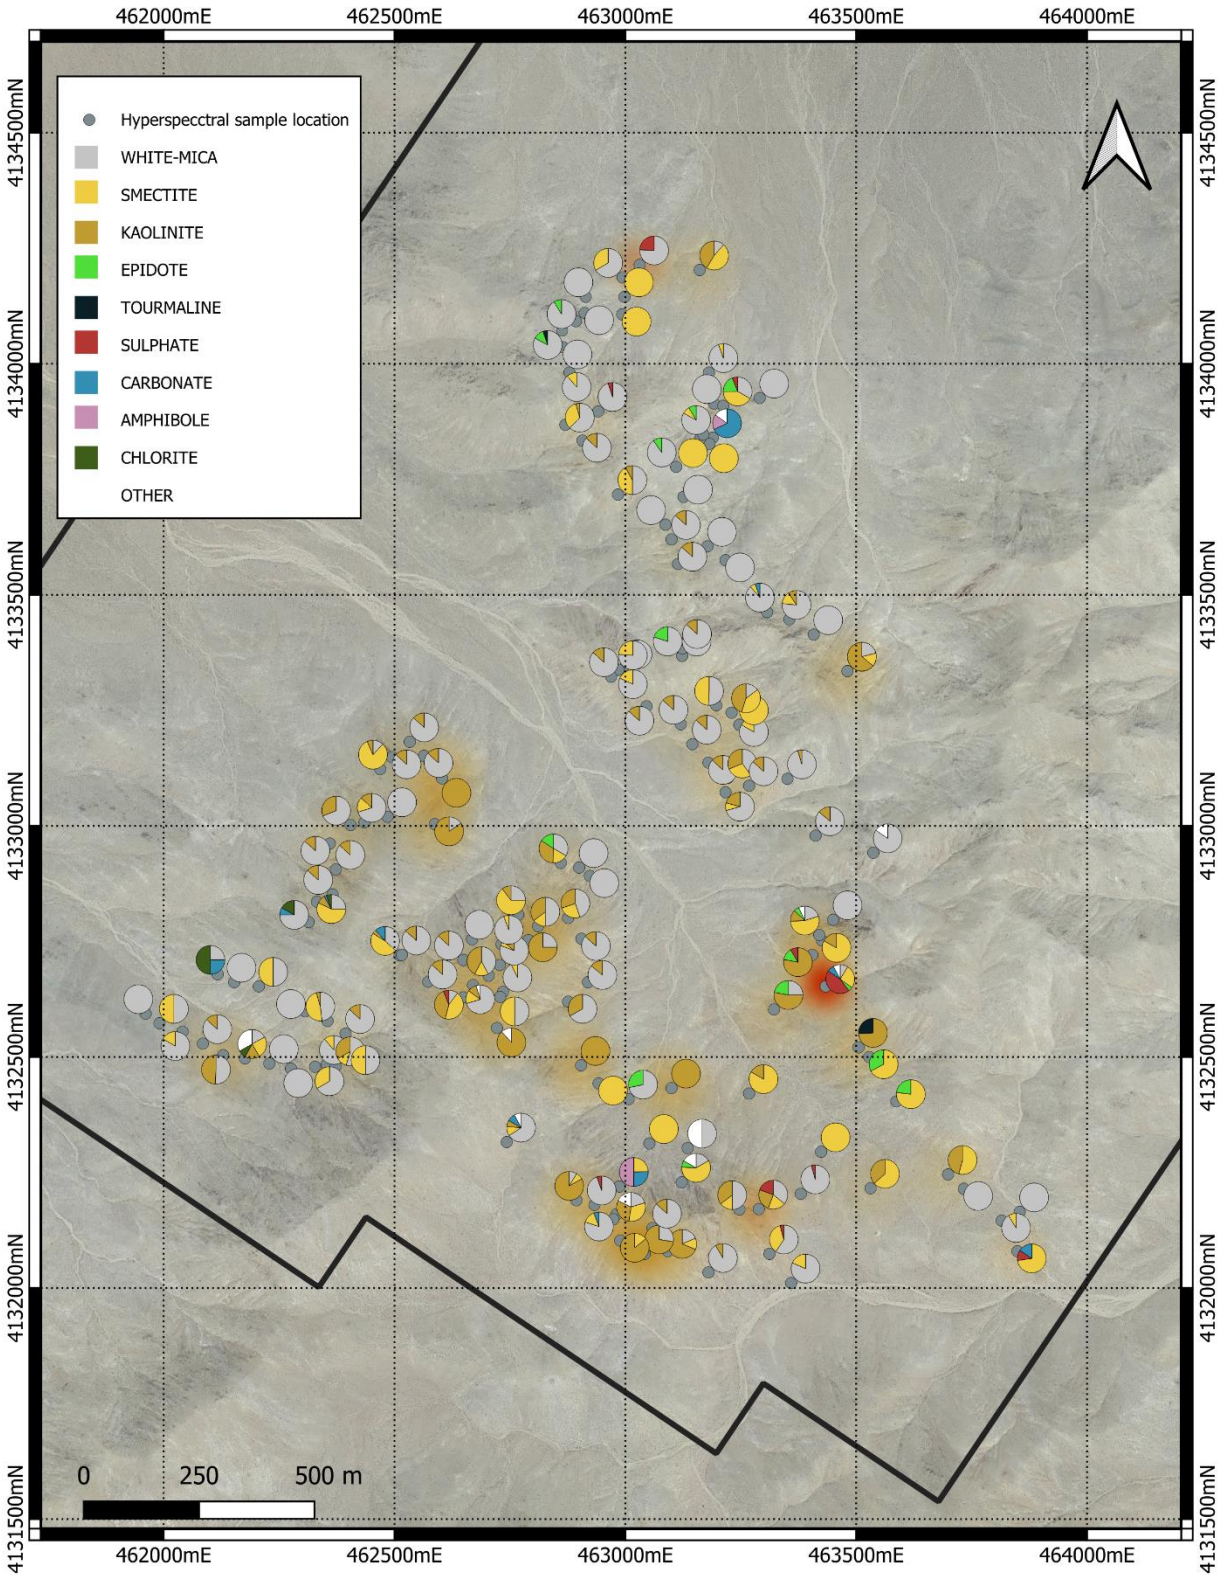 462000mE 462500mE 463000mE 463500mE 464000mE
4134500mN 4134500mN
Hyperspecctral sample location
WHITE-MICA
SMECTITE
KAOLINITE
EPIDOTE
TOURMALINE
SULPHATE
CARBONATE
AMPHIBOLE
CHLORITE
OTHER
4134000mN 4134000mN
4133500mN 4133500mN
4133000mN 4133000mN
4132500mN 4132500mN
4132000mN 4132000mN
0 250 500 m
4131500mN 4131500mN
462000mE 462500mE 463000mE 463500mE 464000mE